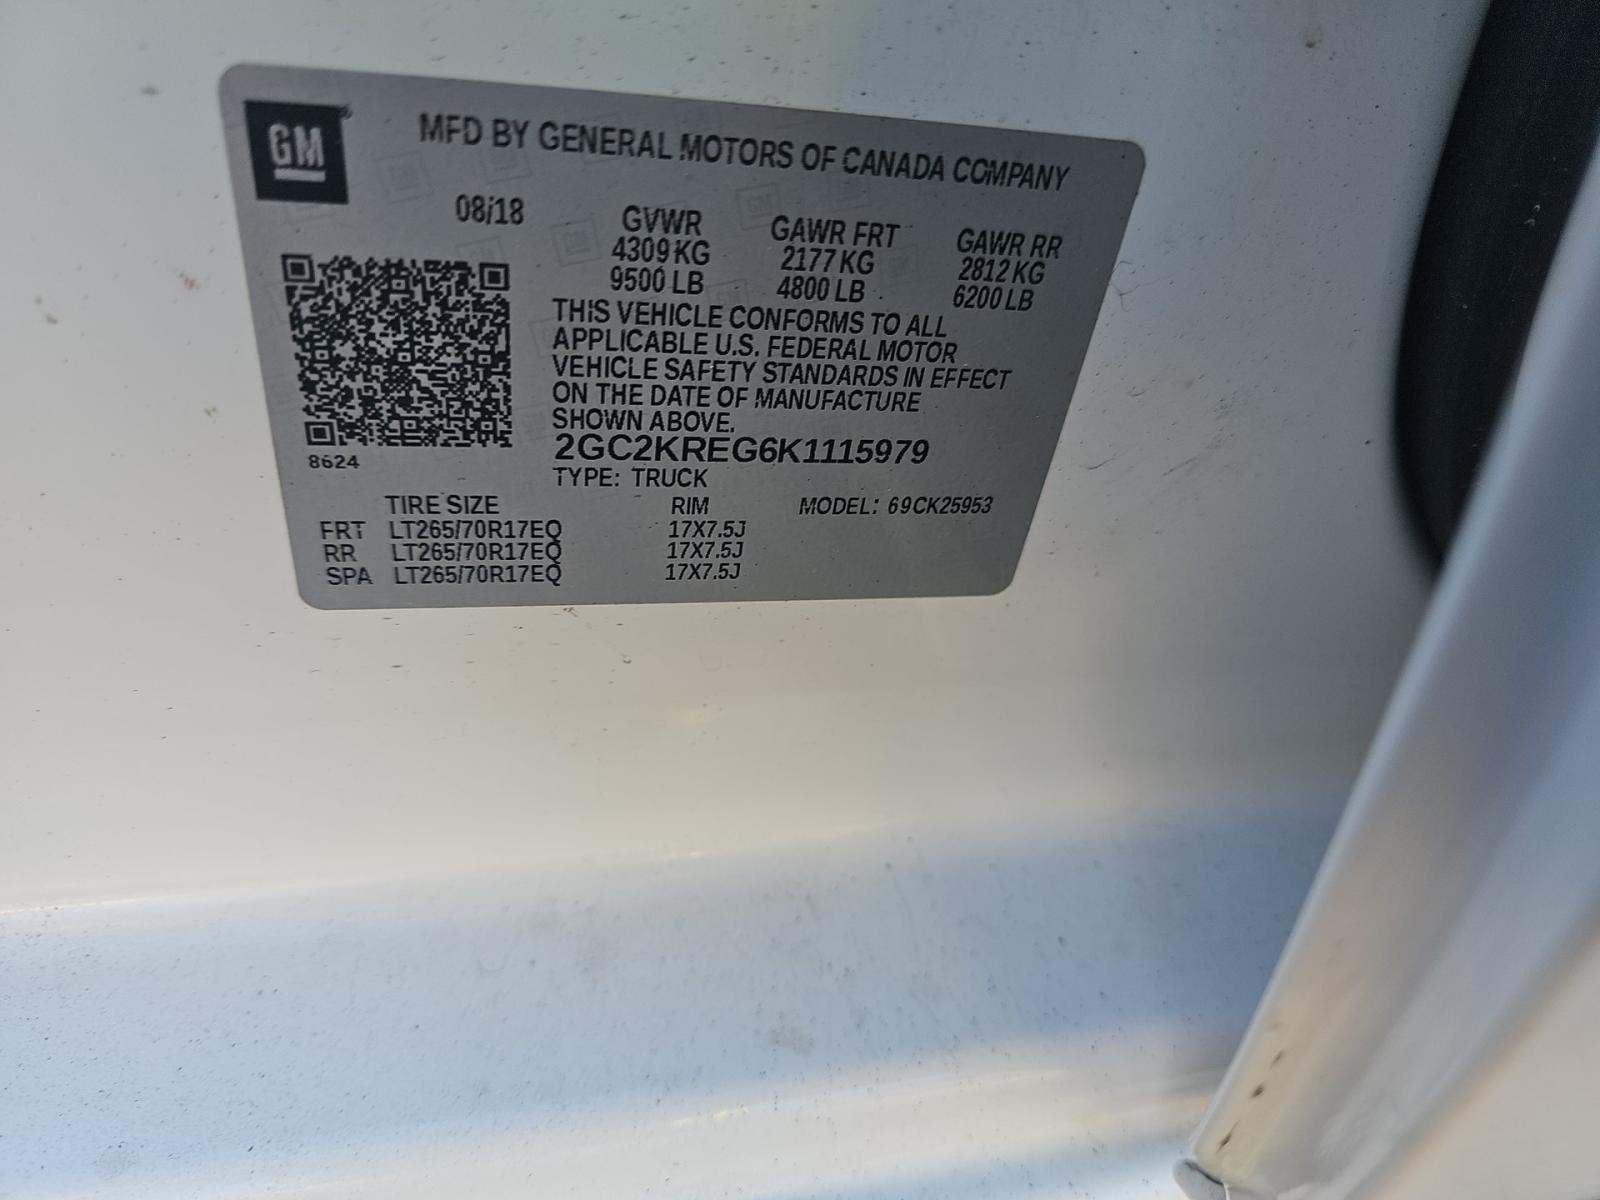 GM
MFD BY GENERAL MOTORS OF CANADA COMPANY
08/18
GVWR GAWR FRT GAWR RR
4309 KG 2177 KG 2812 KG
9500 LB 4800 LB 6200 LB
THIS VEHICLE CONFORMS TO ALL
APPLICABLE U.S. FEDERAL MOTOR
VEHICLE SAFETY STANDARDS IN EFFECT
ON THE DATE OF MANUFACTURE
SHOWN ABOVE.
2GC2KREG6K1115979
8624
TYPE: TRUCK
TIRE SIZE RIM MODEL: 69CK25953
FRT LT265/70R17EQ 17X7.5J
RR LT265/70R17EQ 17X7.5J
SPA LT265/70R17EQ 17X7.5J